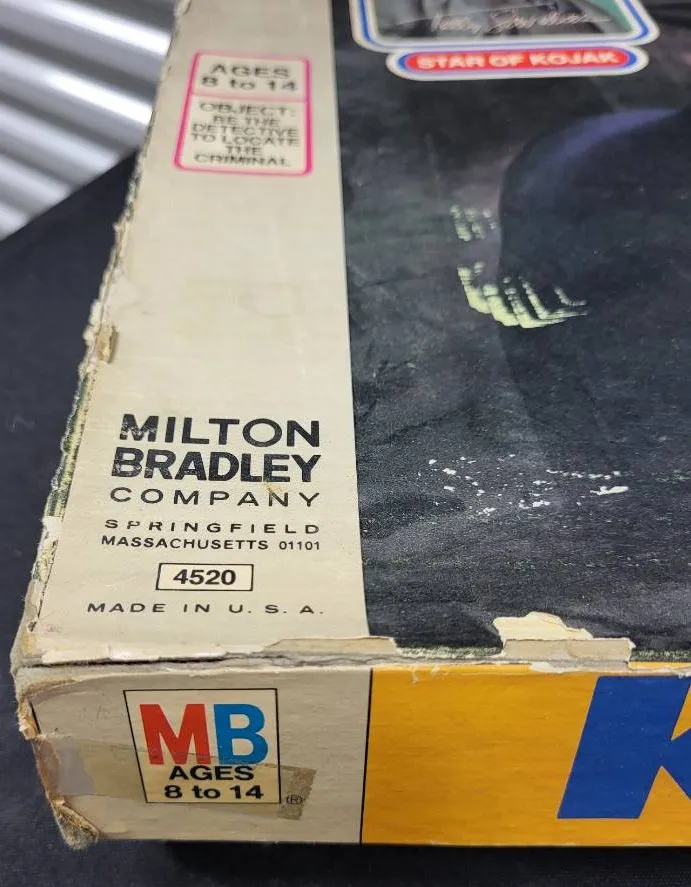 STAR OF KOJAK
AGES
8 to 14
OBJECT:
BE THE
DETECTIVE
TO LOCATE
THE
CRIMINAL
MILTON
BRADLEY
COMPANY
SPRINGFIELD
MASSACHUSETTS 01101
4520
MADE IN U. S. A.
MB
AGES
8 to 14
®
K